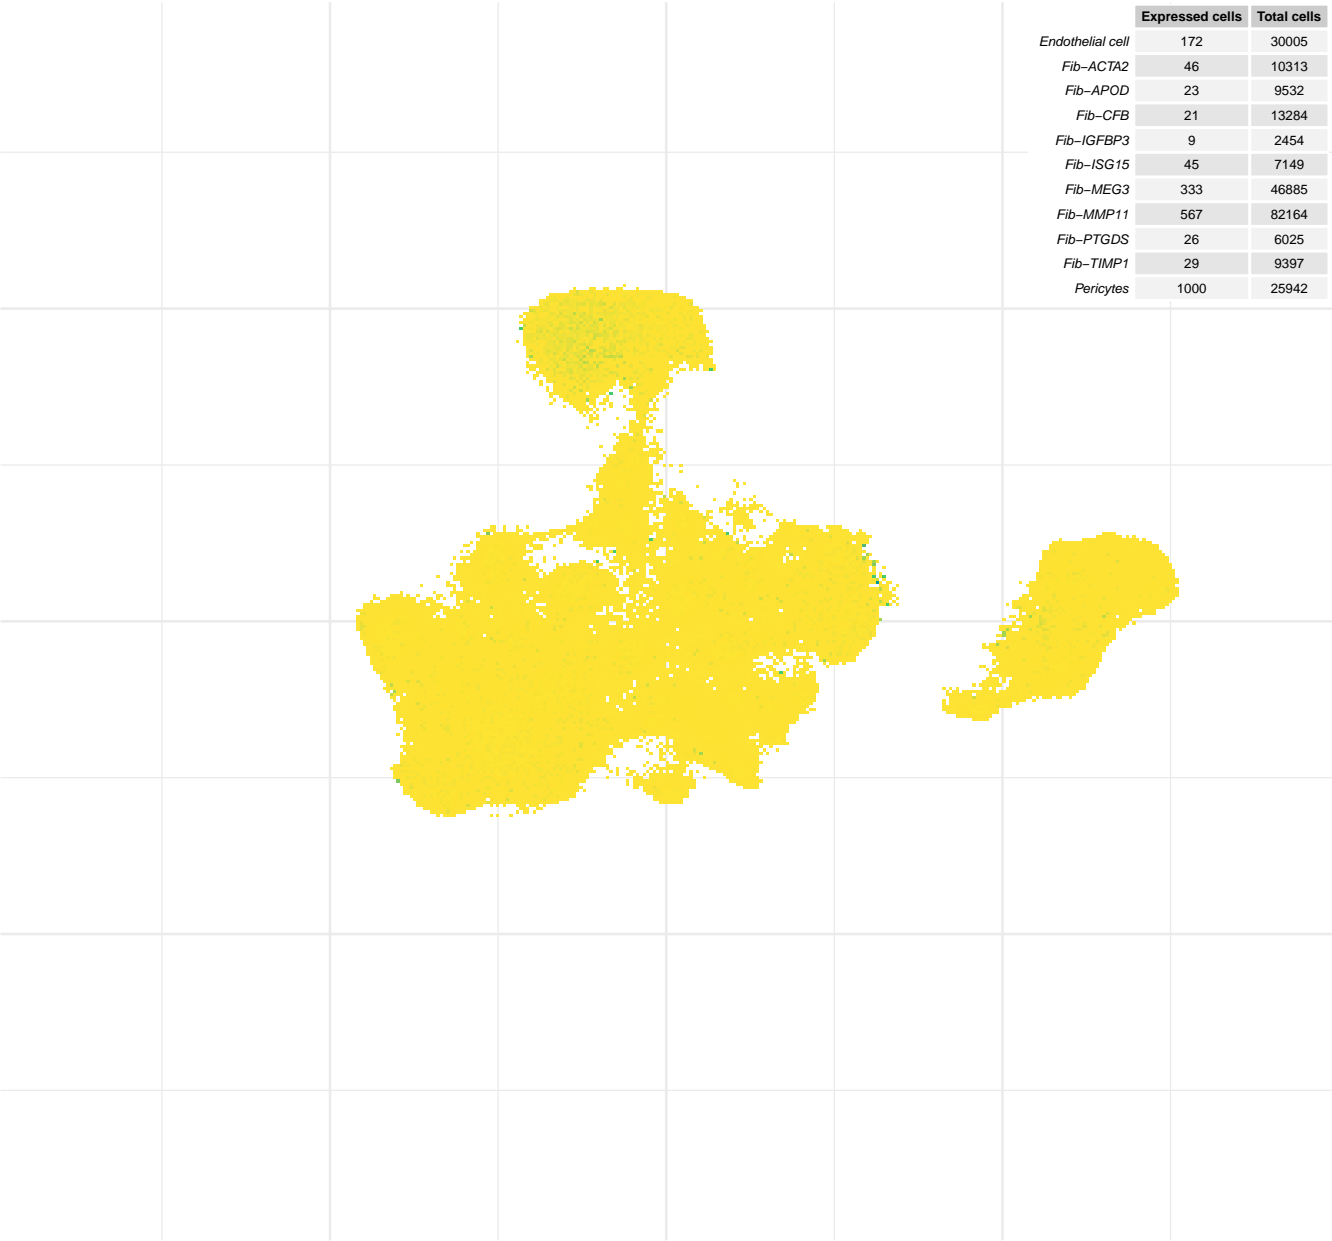 Expressed cells Total cells
Endothelial cell 172 30005
Fib−ACTA2 46 10313
Fib−APOD 23 9532
Fib−CFB 21 13284
Fib−IGFBP3 9 2454
Fib−ISG15 45 7149
Fib−MEG3 333 46885
Fib−MMP11 567 82164
Fib−PTGDS 26 6025
Fib−TIMP1 29 9397
Pericytes 1000 25942